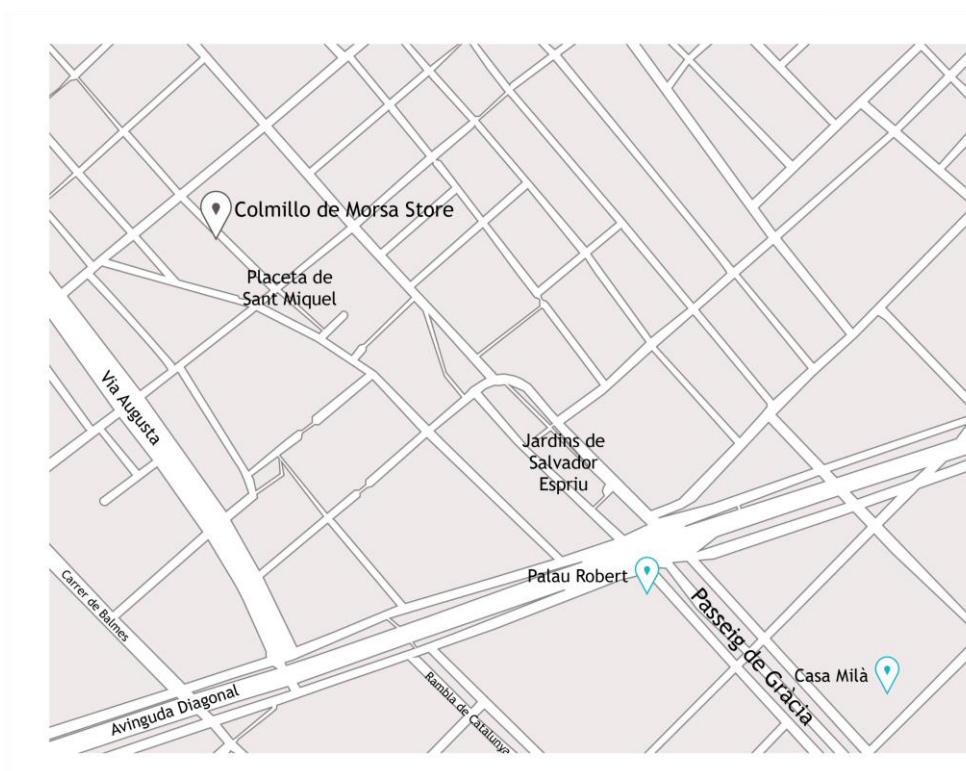 Colmillo de Morsa Store
Placeta de
Sant Miquel
Via Augusta
Jardins de
Salvador
Espriu
Palau Robert
Carrer de Balmes
Passeig de Gràcia
Casa Milà
Rambla de Catalunya
Avinguda Diagonal